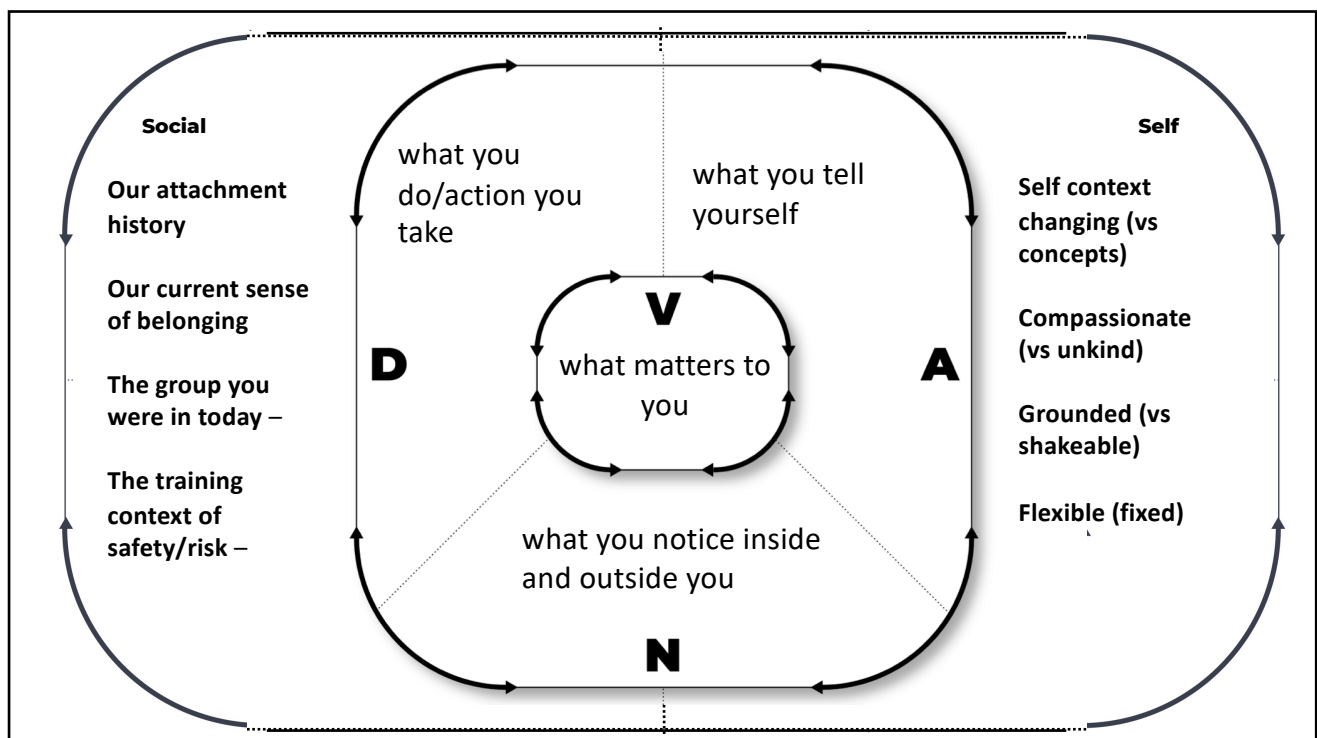 Social
Our attachment
history
Our current sense
of belonging
The group you
were in today –
The training
context of
safety/risk –
what you
do/action you
take
D
what you tell
yourself
V
what matters to
you
A
what you notice inside
and outside you
N
Self
Self context
changing (vs
concepts)
Compassionate
(vs unkind)
Grounded (vs
shakeable)
Flexible (fixed)